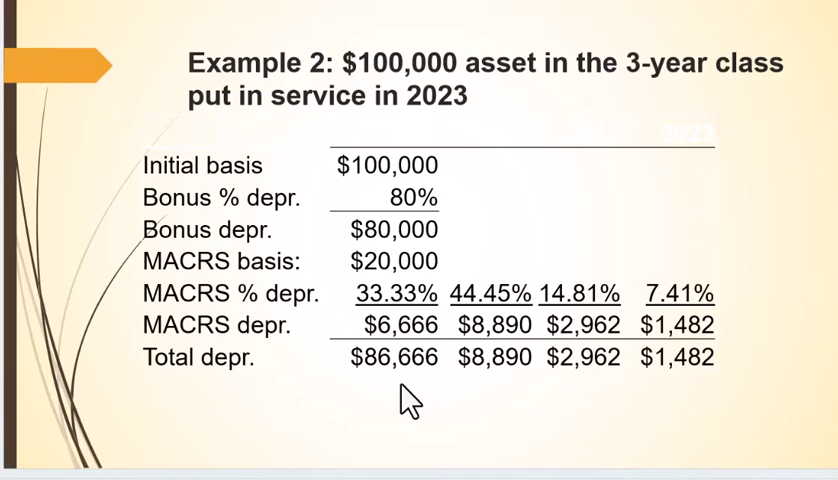 Example 2: $100,000 asset in the 3-year class
put in service in 2023
2023
Initial basis $100,000
Bonus % depr. 80%
Bonus depr. $80,000
MACRS basis: $20,000
MACRS % depr. 33.33% 44.45% 14.81% 7.41%
MACRS depr. $6,666 $8,890 $2,962 $1,482
Total depr. $86,666 $8,890 $2,962 $1,482